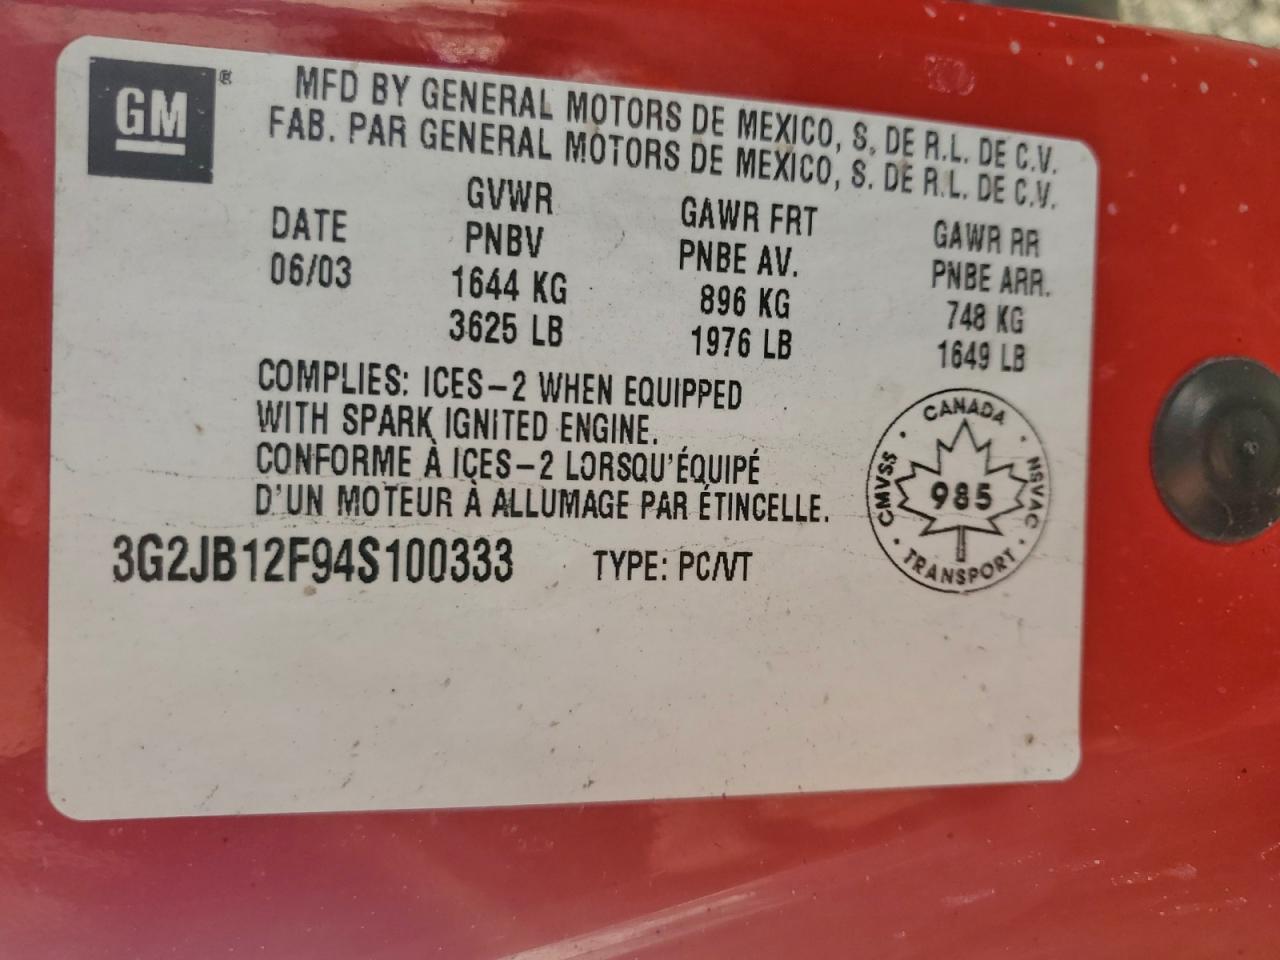 GM ®
MFD BY GENERAL MOTORS DE MEXICO, S. DE R.L. DE C.V.
FAB. PAR GENERAL MOTORS DE MEXICO, S. DE R.L. DE C.V.
DATE GVWR GAWR FRT GAWR RR
06/03 PNBV PNBE AV. PNBE ARR.
1644 KG 896 KG 748 KG
3625 LB 1976 LB 1649 LB
COMPLIES: ICES-2 WHEN EQUIPPED
WITH SPARK IGNITED ENGINE.
CONFORME À ICES-2 LORSQU'ÉQUIPÉ
D'UN MOTEUR À ALLUMAGE PAR ÉTINCELLE.
3G2JB12F94S100333 TYPE: PC/VT
CANADA
CMVSS 985 NSVAC
TRANSPORT